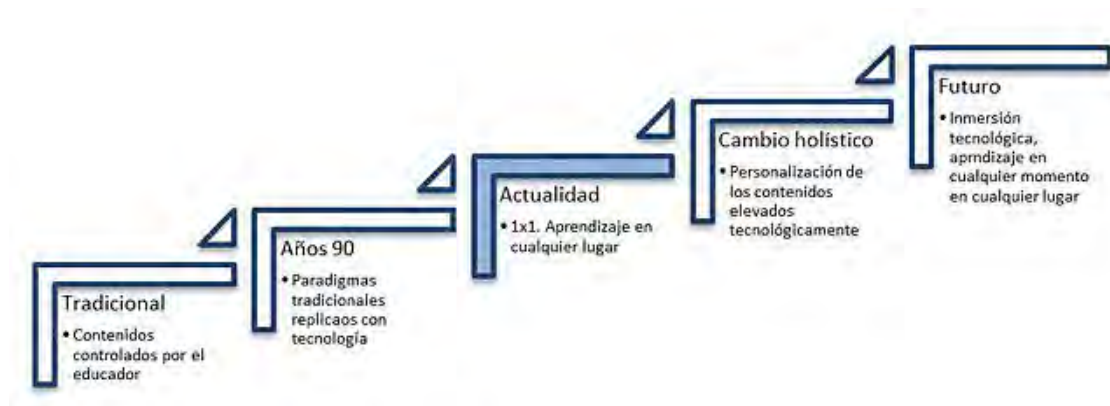 Tradicional
• Contenidos
controlados por el
educador
Años 90
• Paradigmas
tradicionales
replicaos con
tecnología
Actualidad
• 1x1. Aprendizaje en
cualquier lugar
Cambio holístico
• Personalización de
los contenidos
elevados
tecnológicamente
Futuro
• Inmersión
tecnológica,
aprndizaje en
cualquier momento
en cualquier lugar